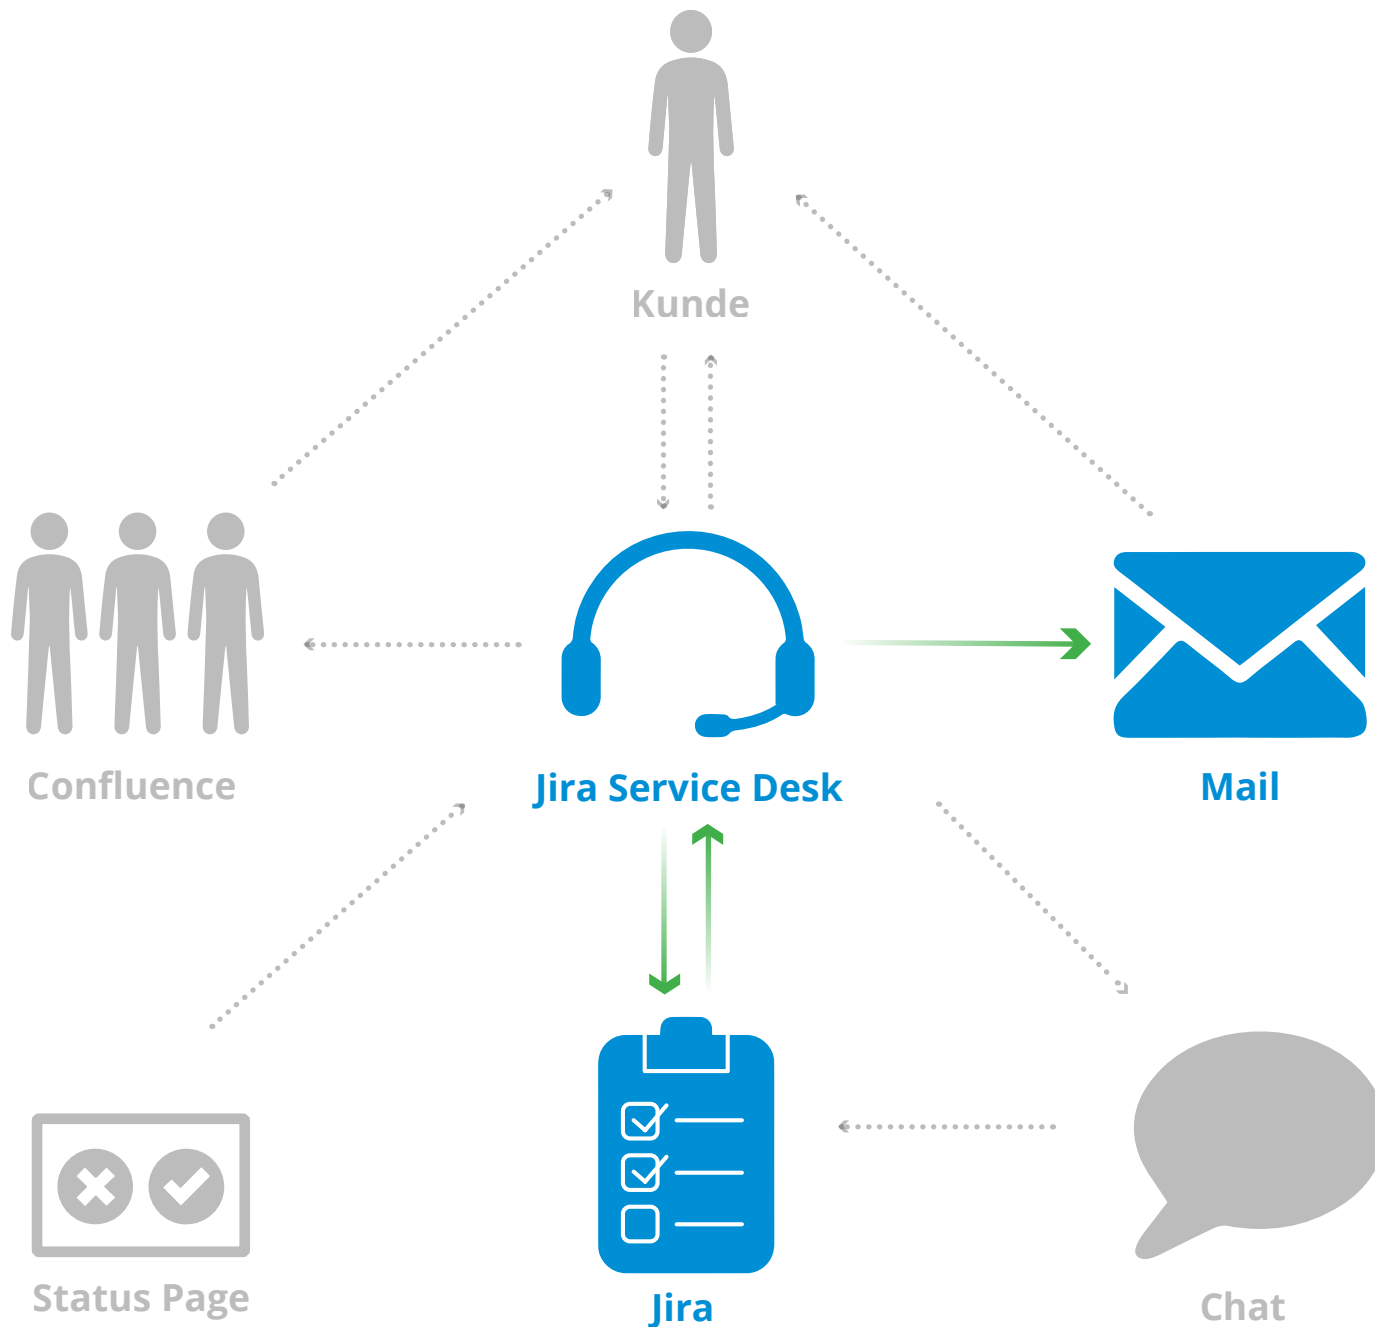 Kunde
Confluence
Jira Service Desk
Mail
Status Page
Jira
Chat